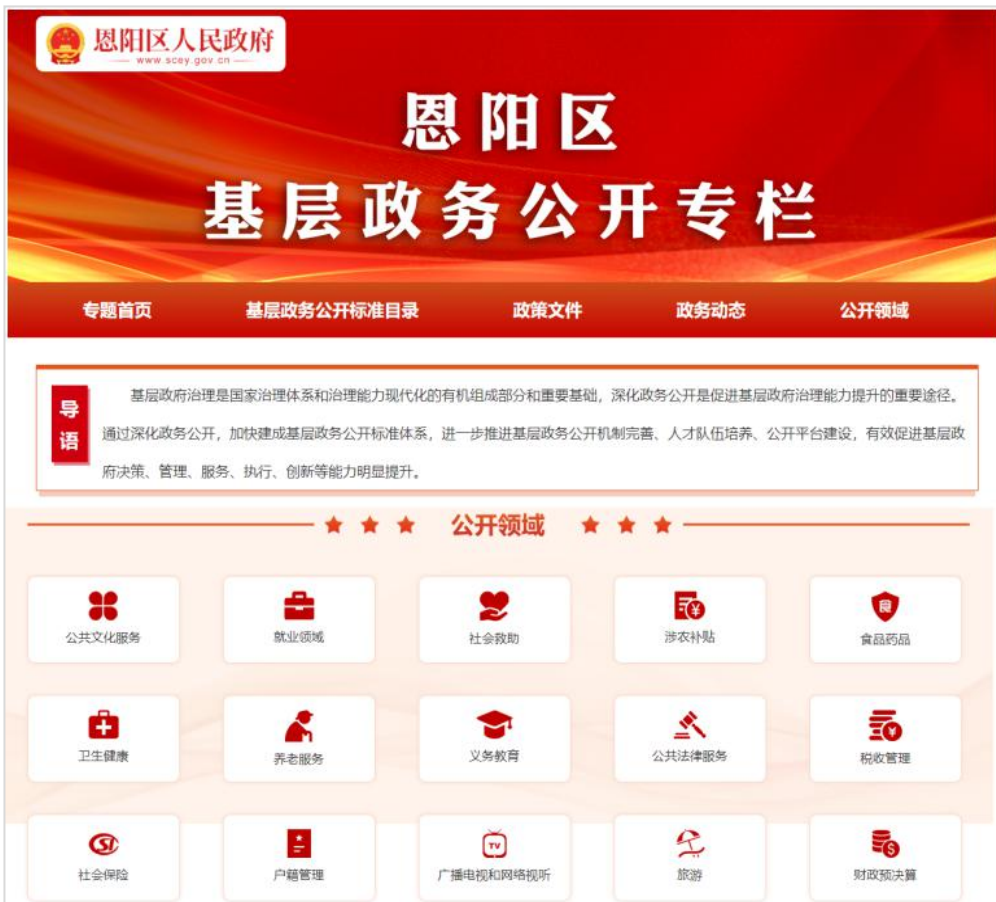 恩阳区人民政府
www.scey.gov.cn
恩阳区
基层政务公开专栏
专题首页 基层政务公开标准目录 政策文件 政务动态 公开领域
导语
基层政府治理是国家治理体系和治理能力现代化的有机组成部分和重要基础，深化政务公开是促进基层政府治理能力提升的重要途径。
通过深化政务公开，加快建成基层政务公开标准体系，进一步推进基层政务公开机制完善、人才队伍培养、公开平台建设，有效促进基层政
府决策、管理、服务、执行、创新等能力明显提升。
公开领域
食
公共文化服务 就业领域 社会救助 涉农补贴 食品药品
卫生健康 养老服务 义务教育 公共法律服务 税收管理
TV
社会保险 户籍管理 广播电视和网络视听 旅游 财政预决算